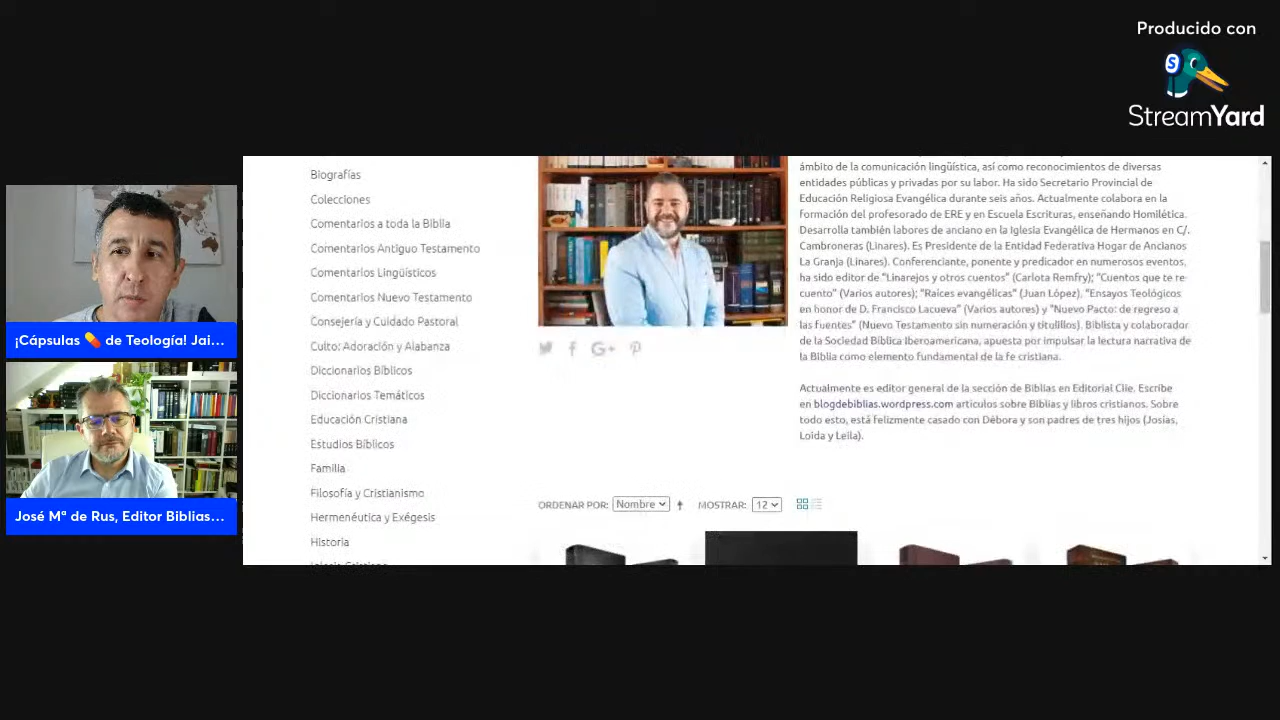 Producido con
StreamYard
¡Cápsulas 💊 de Teología! Jai...
José Mª de Rus, Editor Biblias...
Biografías
Colecciones
Comentarios a toda la Biblia
Comentarios Antiguo Testamento
Comentarios Lingüísticos
Comentarios Nuevo Testamento
Consejería y Cuidado Pastoral
Culto: Adoración y Alabanza
Diccionarios Bíblicos
Diccionarios Temáticos
Educación Cristiana
Estudios Bíblicos
Familia
Filosofía y Cristianismo
Hermenéutica y Exégesis
Historia
Iglesia Cristiana
ámbito de la comunicación lingüística, así como reconocimientos de diversas
entidades públicas y privadas por su labor. Ha sido Secretario Provincial de
Educación Religiosa Evangélica durante seis años. Actualmente colabora en la
formación del profesorado de ERE y en Escuela Escrituras, enseñando Homilética.
Desarrolla también labores de anciano en la Iglesia Evangélica de Hermanos en C/.
Cambroneras (Linares). Es Presidente de la Entidad Federativa Hogar de Ancianos
La Granja (Linares). Conferenciante, ponente y predicador en numerosos eventos,
ha sido editor de "Linarejos y otros cuentos" (Carlota Remfry); "Cuentos que te re-
cuento" (Varios autores); "Raíces evangélicas" (Juan López), "Ensayos Teológicos
en honor de D. Francisco Lacueva" (Varios autores) y "Nuevo Pacto: de regreso a
las fuentes" (Nuevo Testamento sin numeración y titulillos). Biblista y colaborador
de la Sociedad Bíblica Iberoamericana, apuesta por impulsar la lectura narrativa de
la Biblia como elemento fundamental de la fe cristiana.
Actualmente es editor general de la sección de Biblias en Editorial Clie. Escribe
en blogdebiblias.wordpress.com artículos sobre Biblias y libros cristianos. Sobre
todo esto, está felizmente casado con Débora y son padres de tres hijos (Josías,
Loida y Leila).
ORDENAR POR: Nombre MOSTRAR: 12